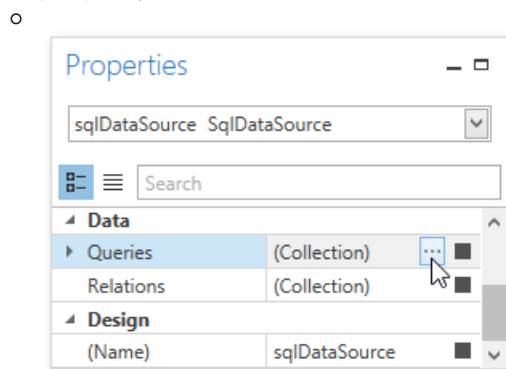 Properties
sqlDataSource SqlDataSource
Search
Data
Queries (Collection) ...
Relations (Collection)
Design
(Name) sqlDataSource